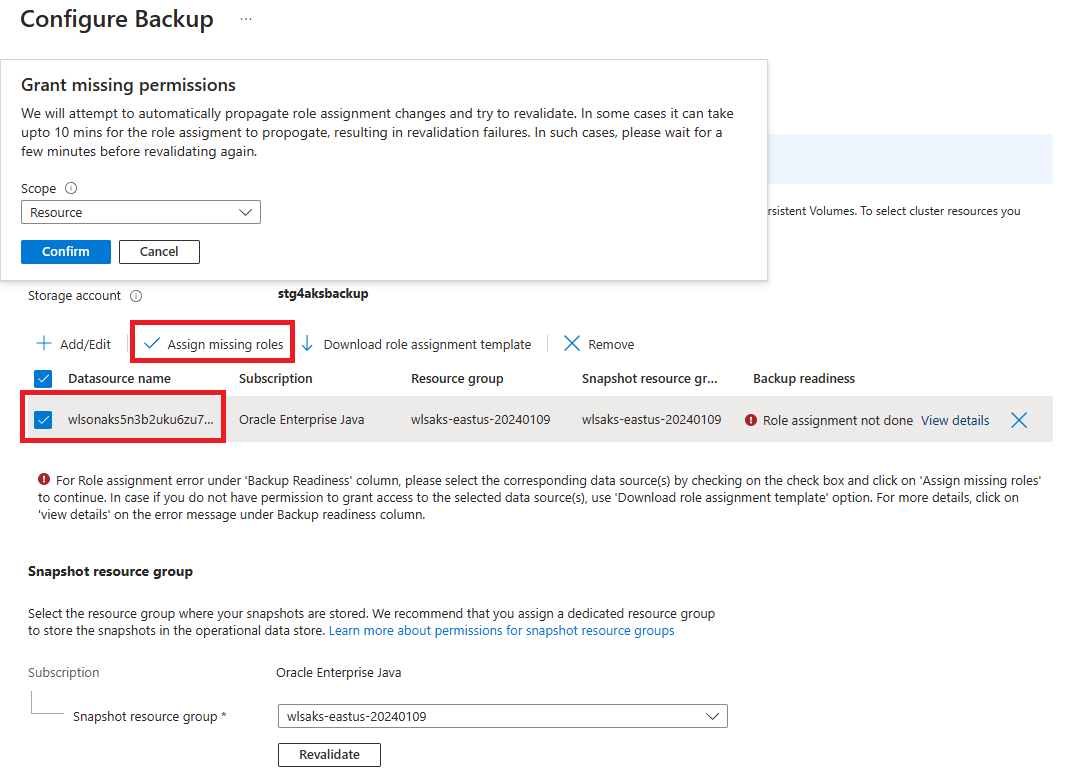 Configure Backup ...
Grant missing permissions
We will attempt to automatically propagate role assignment changes and try to revalidate. In some cases it can take
upto 10 mins for the role assigment to propogate, resulting in revalidation failures. In such cases, please wait for a
few minutes before revalidating again.
Scope
Resource
Confirm Cancel
rsistent Volumes. To select cluster resources you
Storage account stg4aksbackup
Add/Edit Assign missing roles Download role assignment template Remove
Datasource name Subscription Resource group Snapshot resource gr... Backup readiness
wlsonaks5n3b2uku6zu7... Oracle Enterprise Java wlsaks-eastus-20240109 wlsaks-eastus-20240109 Role assignment not done View details
For Role assignment error under 'Backup Readiness' column, please select the corresponding data source(s) by checking on the check box and click on 'Assign missing roles'
to continue. In case if you do not have permission to grant access to the selected data source(s), use 'Download role assignment template' option. For more details, click on
'view details' on the error message under Backup readiness column.
Snapshot resource group
Select the resource group where your snapshots are stored. We recommend that you assign a dedicated resource group
to store the snapshots in the operational data store. Learn more about permissions for snapshot resource groups
Subscription Oracle Enterprise Java
Snapshot resource group * wlsaks-eastus-20240109
Revalidate